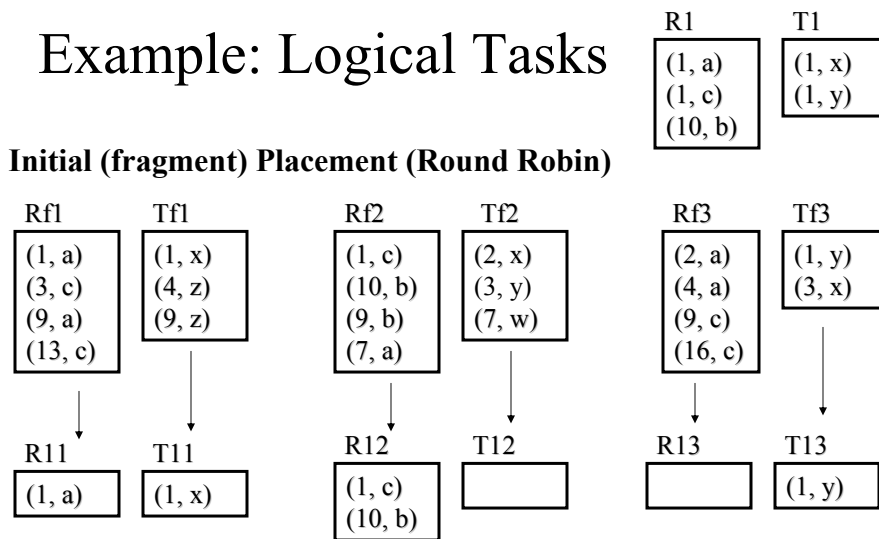 Example: Logical Tasks
R1 T1
(1, a) (1, x)
(1, c) (1, y)
(10, b)
Initial (fragment) Placement (Round Robin)
Rf1 Tf1 Rf2 Tf2 Rf3 Tf3
(1, a) (1, x) (1, c) (2, x) (2, a) (1, y)
(3, c) (4, z) (10, b) (3, y) (4, a) (3, x)
(9, a) (9, z) (9, b) (7, w) (9, c)
(13, c) (7, a) (16, c)
R11 T11 R12 T12 R13 T13
(1, a) (1, x) (1, c) (1, y)
(10, b)